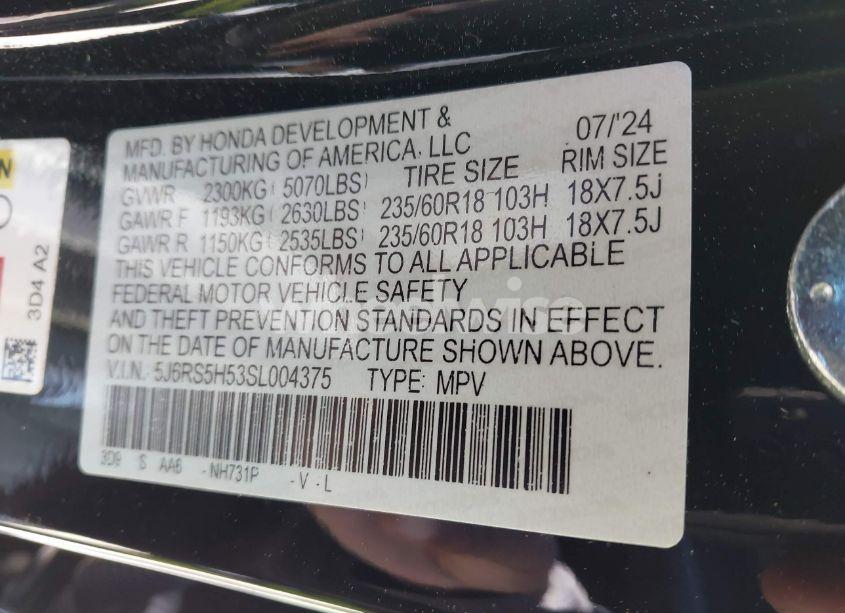 MFD. BY HONDA DEVELOPMENT & 07/'24
MANUFACTURING OF AMERICA, LLC TIRE SIZE RIM SIZE
GVWR 2300KG( 5070LBS)
GAWR F 1193KG( 2630LBS) 235/60R18 103H 18X7.5J
GAWR R 1150KG( 2535LBS) 235/60R18 103H 18X7.5J
THIS VEHICLE CONFORMS TO ALL APPLICABLE
FEDERAL MOTOR VEHICLE SAFETY
AND THEFT PREVENTION STANDARDS IN EFFECT
ON THE DATE OF MANUFACTURE SHOWN ABOVE.
V.I.N. 5J6RS5H53SL004375 TYPE: MPV
3D9 S AA6 -NH731P -V-L
3D4 A2